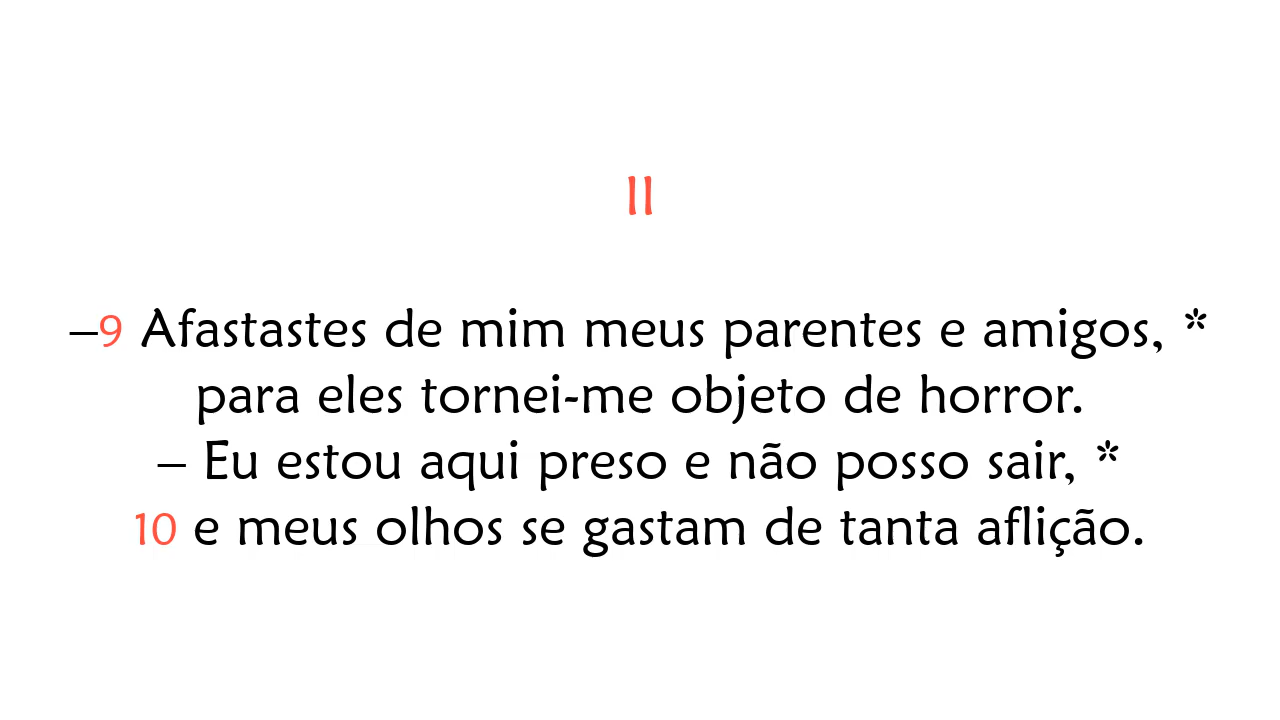 II
–9 Afastastes de mim meus parentes e amigos, *
para eles tornei-me objeto de horror.
– Eu estou aqui preso e não posso sair, *
10 e meus olhos se gastam de tanta aflição.